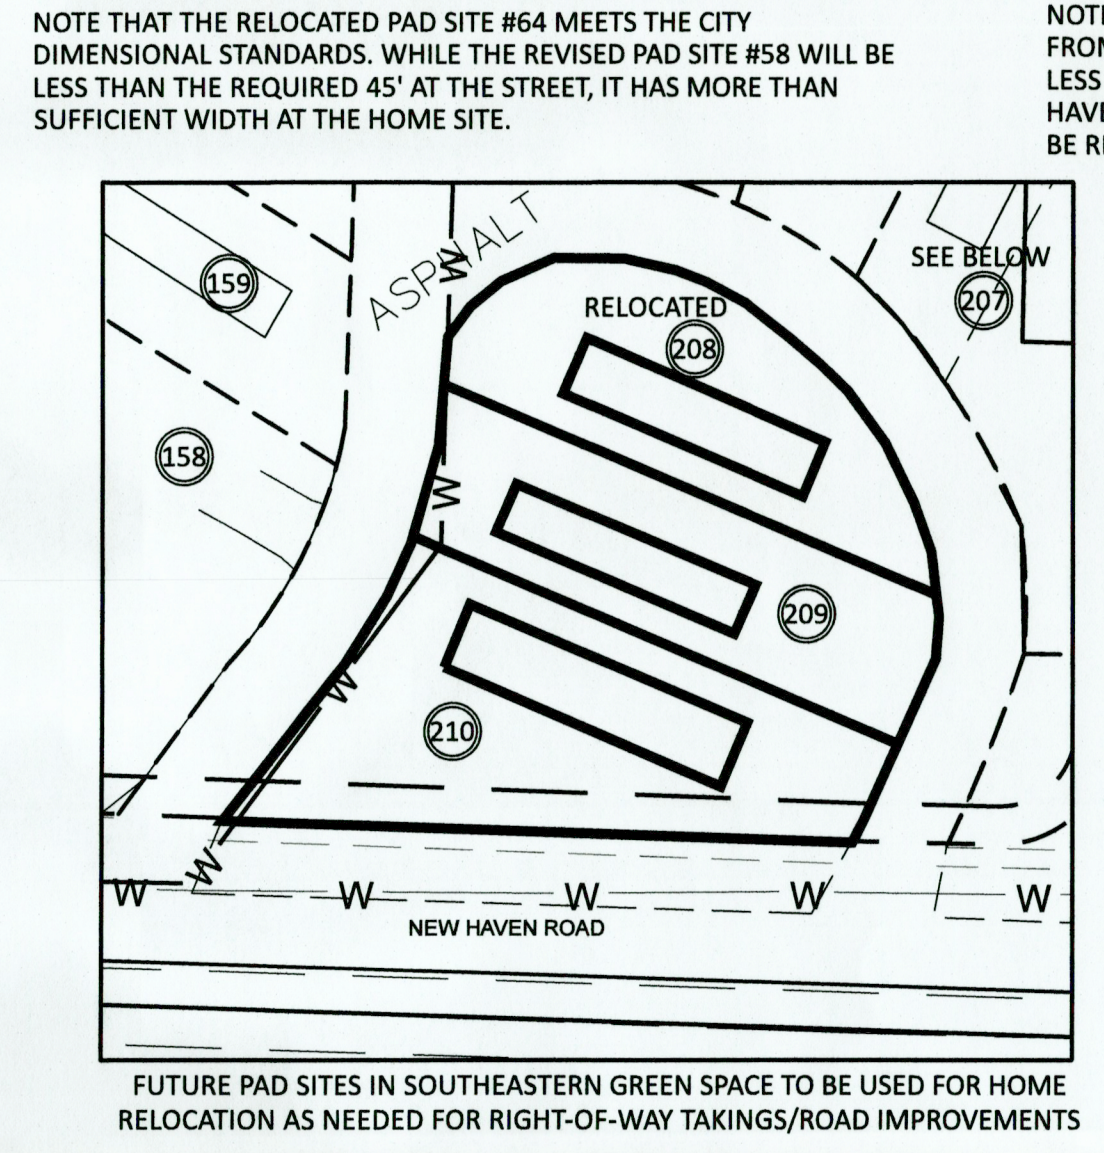 NOTE THAT THE RELOCATED PAD SITE #64 MEETS THE CITY
DIMENSIONAL STANDARDS. WHILE THE REVISED PAD SITE #58 WILL BE
LESS THAN THE REQUIRED 45' AT THE STREET, IT HAS MORE THAN
SUFFICIENT WIDTH AT THE HOME SITE.
LESS
BE
ASPHALT
W
159
SEE BELOW
207
RELOCATED
208
158
W
209
W
210
W
W
W
W
W
W
NEW HAVEN ROAD
FUTURE PAD SITES IN SOUTHEASTERN GREEN SPACE TO BE USED FOR HOME
RELOCATION AS NEEDED FOR RIGHT-OF-WAY TAKINGS/ROAD IMPROVEMENTS